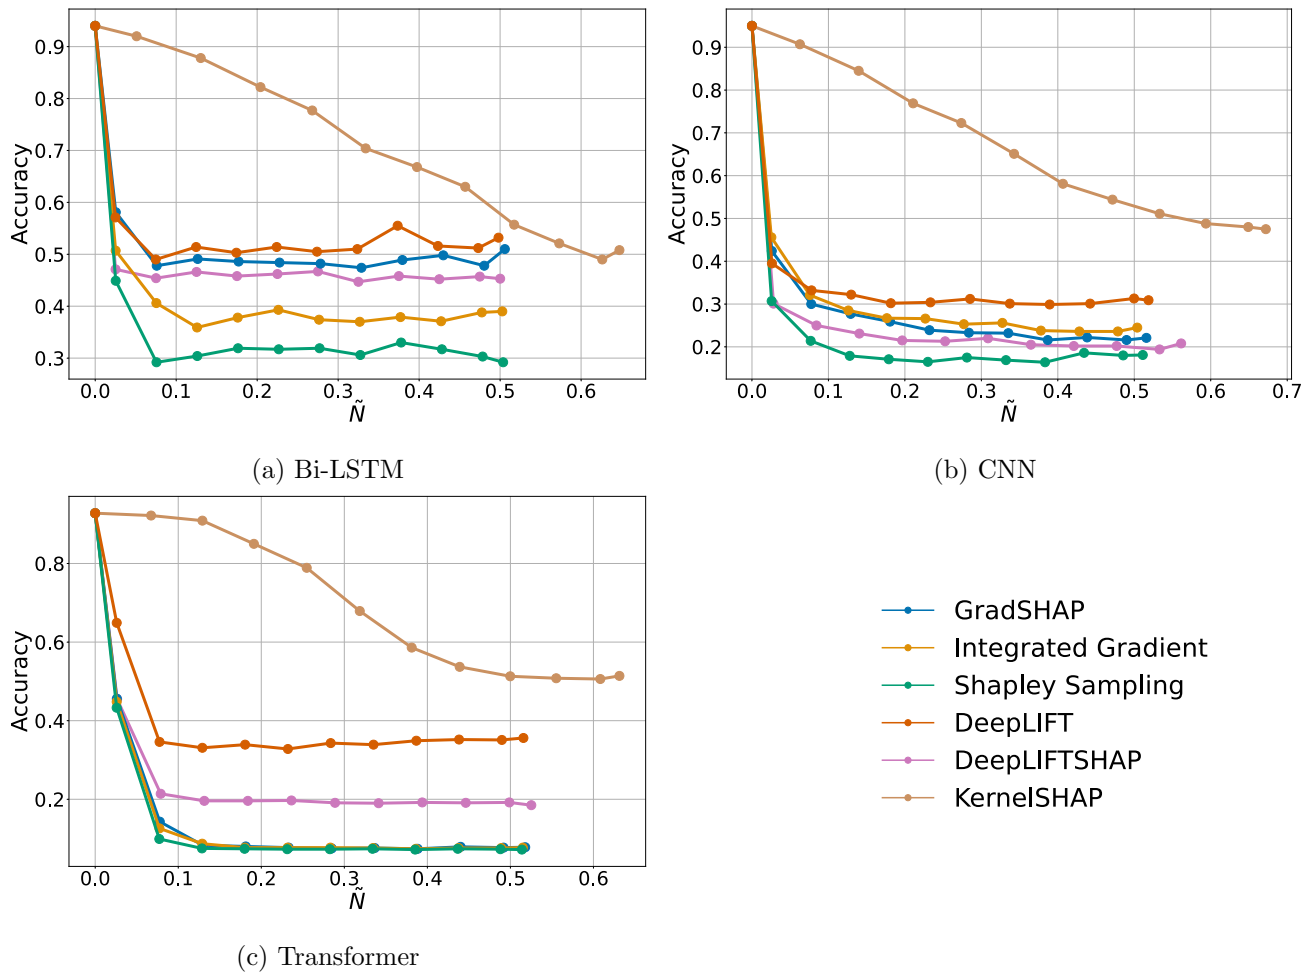 0.9
0.8
0.7
0.6
0.5
0.4
0.3
Accuracy
0.0 0.1 0.2 0.3 0.4 0.5 0.6
Ñ
(a) Bi-LSTM
0.9
0.8
0.7
0.6
0.5
0.4
0.3
0.2
Accuracy
0.0 0.1 0.2 0.3 0.4 0.5 0.6 0.7
Ñ
(b) CNN
0.8
0.6
0.4
0.2
Accuracy
0.0 0.1 0.2 0.3 0.4 0.5 0.6
Ñ
(c) Transformer
GradSHAP
Integrated Gradient
Shapley Sampling
DeepLIFT
DeepLIFTSHAP
KernelSHAP